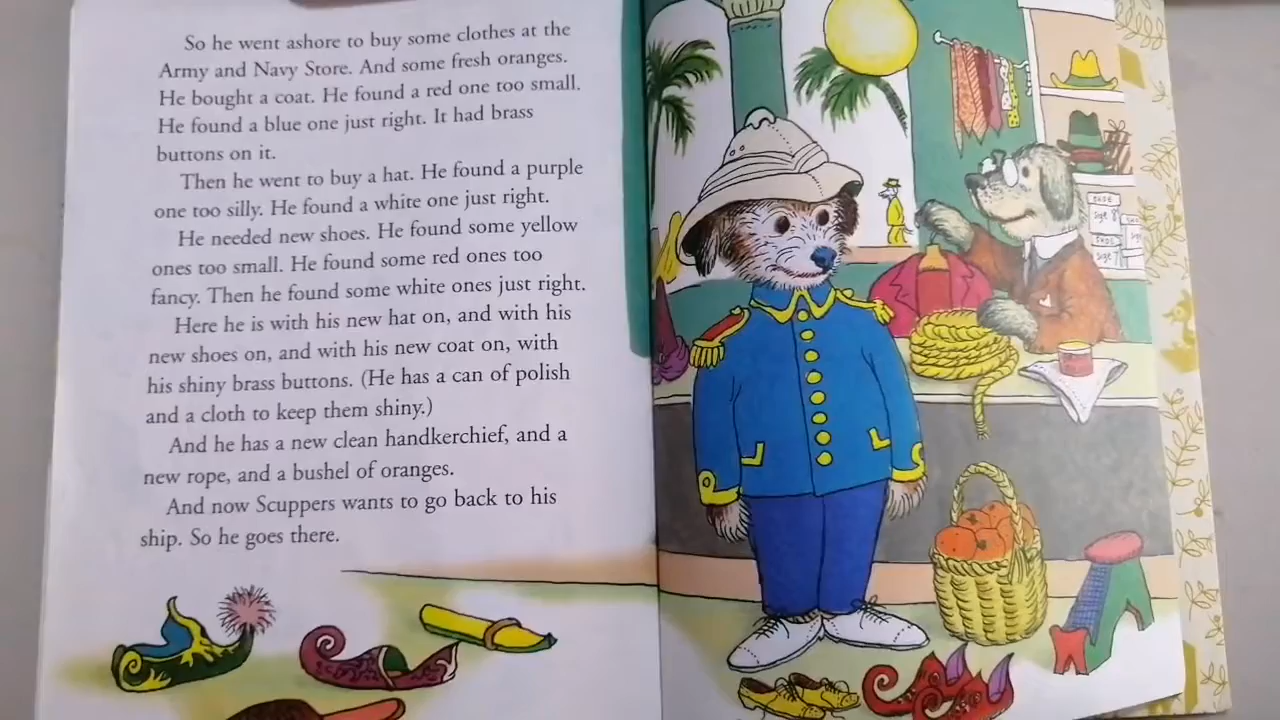 So he went ashore to buy some clothes at the
Army and Navy Store. And some fresh oranges.
He bought a coat. He found a red one too small.
He found a blue one just right. It had brass
buttons on it.
Then he went to buy a hat. He found a purple
one too silly. He found a white one just right.
He needed new shoes. He found some yellow
ones too small. He found some red ones too
fancy. Then he found some white ones just right.
Here he is with his new hat on, and with his
new shoes on, and with his new coat on, with
his shiny brass buttons. (He has a can of polish
and a cloth to keep them shiny.)
And he has a new clean handkerchief, and a
new rope, and a bushel of oranges.
And now Scuppers wants to go back to his
ship. So he goes there.
SHOE
size 8
SHOE
size 7